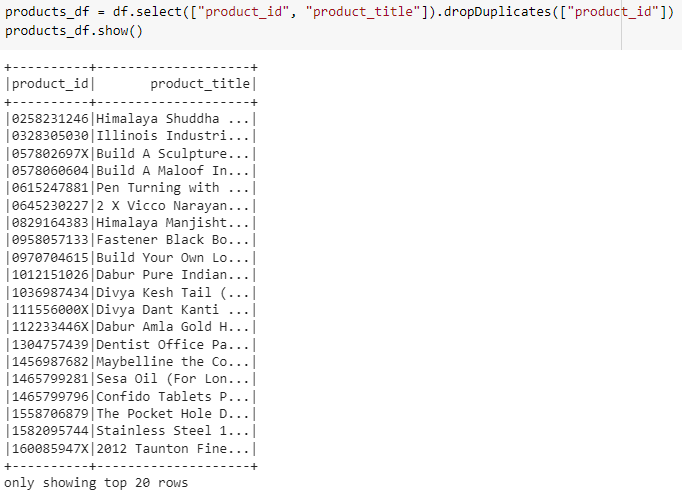 products_df = df.select(["product_id", "product_title"]).dropDuplicates(["product_id"])
products_df.show()
+----------+--------------------+
|product_id|       product_title|
+----------+--------------------+
|0258231246|Himalaya Shuddha ...|
|0328305030|Illinois Industri...|
|057802697X|Build A Sculpture...|
|0578060604|Build A Maloof In...|
|0615247881|Pen Turning with ...|
|0645230227|2 X Vicco Narayan...|
|0829164383|Himalaya Manjisht...|
|0958057133|Fastener Black Bo...|
|0970704615|Build Your Own Lo...|
|1012151026|Dabur Pure Indian...|
|1036987434|Divya Kesh Tail (...|
|111556000X|Divya Dant Kanti ...|
|112233446X|Dabur Amla Gold H...|
|1304757439|Dentist Office Pa...|
|1456987682|Maybelline the Co...|
|1465799281|Sesa Oil (For Lon...|
|1465799796|Confido Tablets P...|
|1558706879|The Pocket Hole D...|
|1582095744|Stainless Steel 1...|
|160085947X|2012 Taunton Fine...|
+----------+--------------------+
only showing top 20 rows